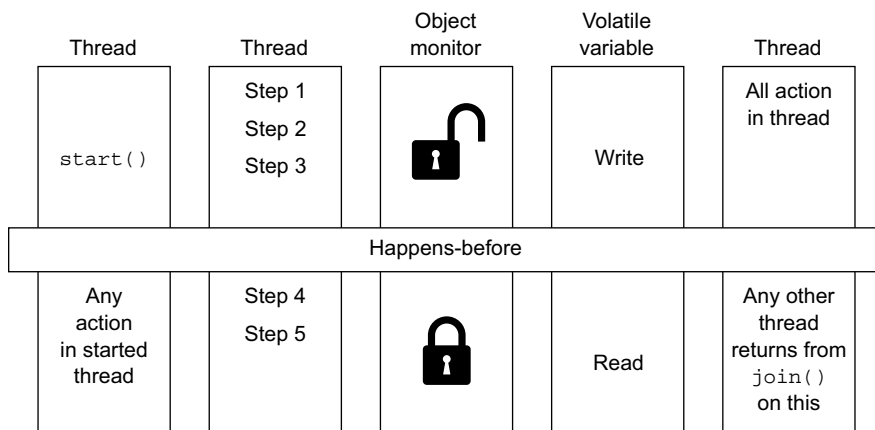 Thread
Thread
Object
monitor
Volatile
variable
Thread
start()
Step 1
Step 2
Step 3
Write
All action
in thread
Happens-before
Any
action
in started
thread
Step 4
Step 5
Read
Any other
thread
returns from
join()
on this